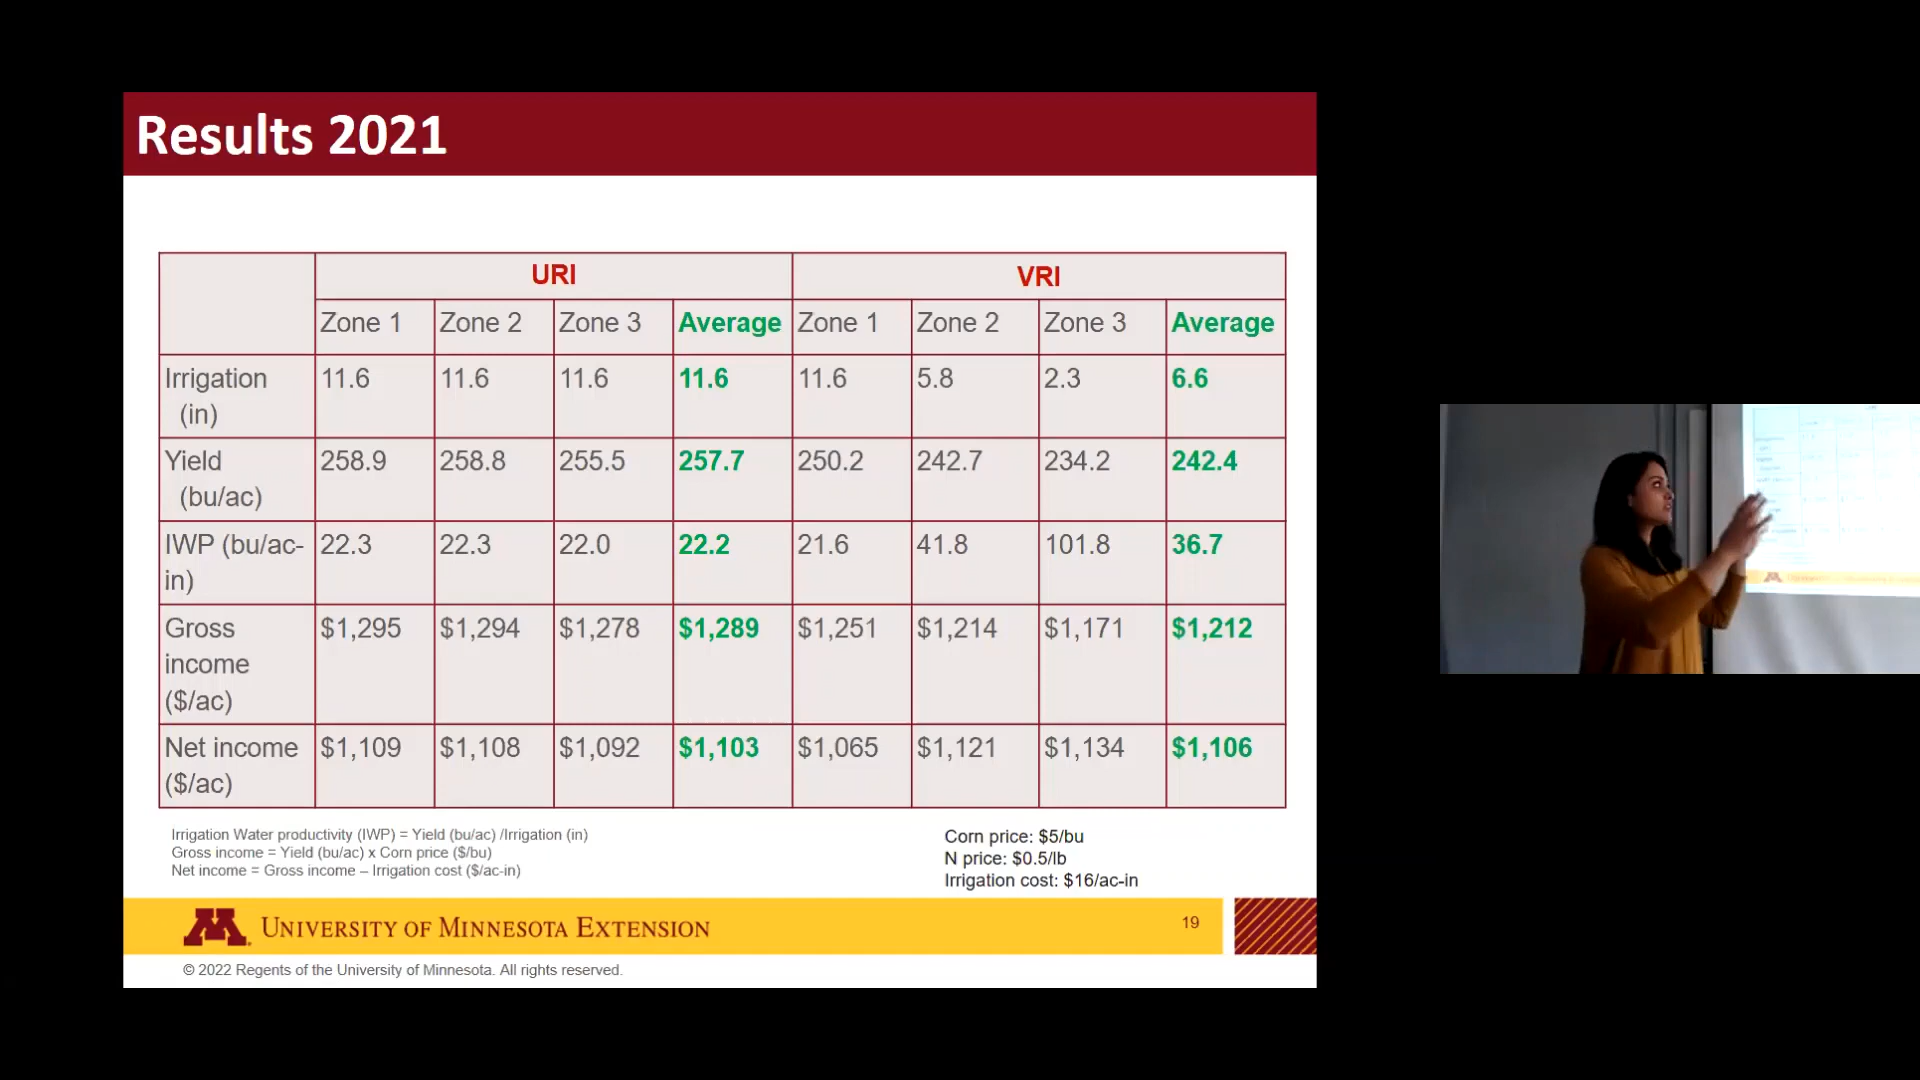 Results 2021
URI VRI
Zone 1 Zone 2 Zone 3 Average Zone 1 Zone 2 Zone 3 Average
Irrigation (in) 11.6 11.6 11.6 11.6 11.6 5.8 2.3 6.6
Yield (bu/ac) 258.9 258.8 255.5 257.7 250.2 242.7 234.2 242.4
IWP (bu/ac-in) 22.3 22.3 22.0 22.2 21.6 41.8 101.8 36.7
Gross income ($/ac) $1,295 $1,294 $1,278 $1,289 $1,251 $1,214 $1,171 $1,212
Net income ($/ac) $1,109 $1,108 $1,092 $1,103 $1,065 $1,121 $1,134 $1,106
Irrigation Water productivity (IWP) = Yield (bu/ac) /Irrigation (in)
Gross income = Yield (bu/ac) x Corn price ($/bu)
Net income = Gross income – Irrigation cost ($/ac-in)
Corn price: $5/bu
N price: $0.5/lb
Irrigation cost: $16/ac-in
M UNIVERSITY OF MINNESOTA EXTENSION
19
© 2022 Regents of the University of Minnesota. All rights reserved.